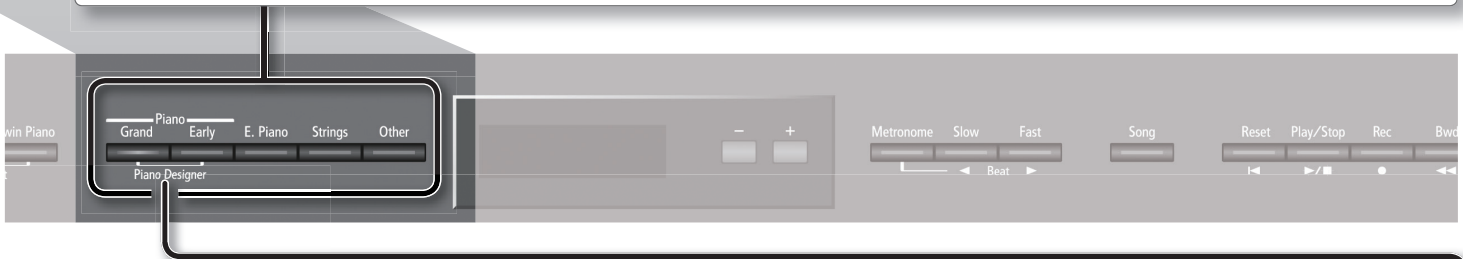 Piano
win Piano Grand Early E. Piano Strings Other − + Metronome Slow Fast Song Reset Play/Stop Rec Bwd
t Piano Designer Beat